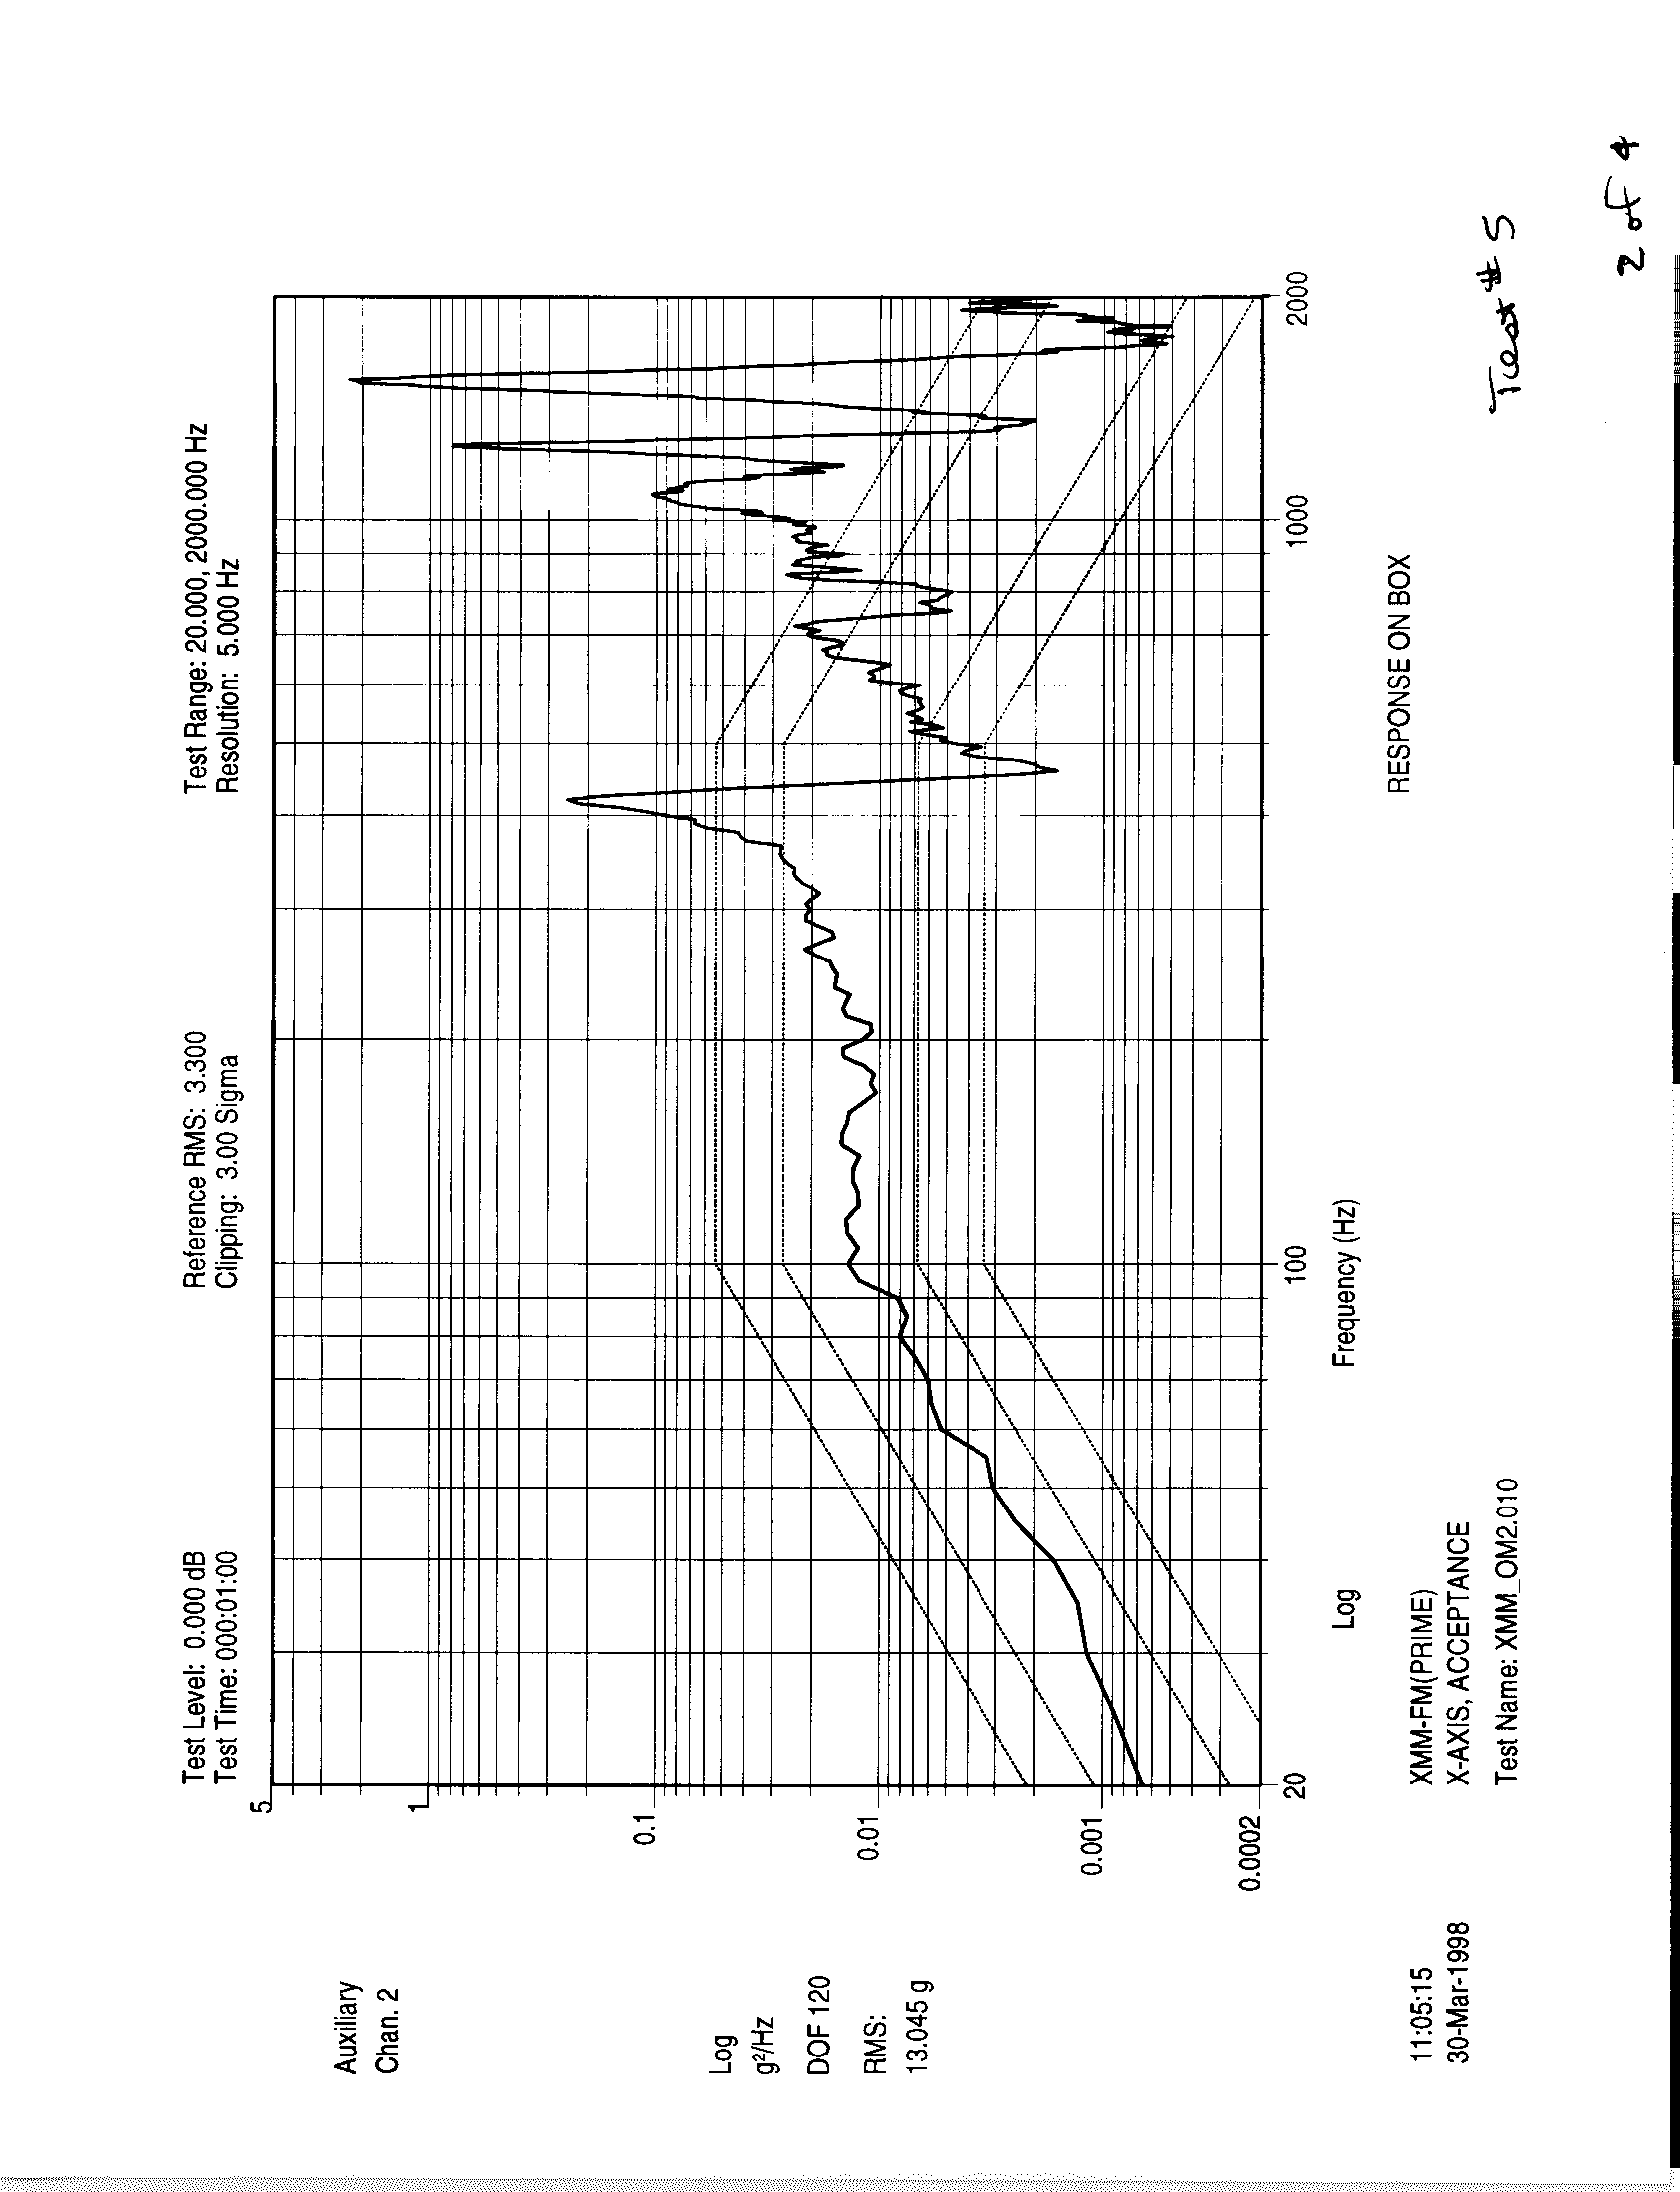 Test Level: 0.000 dB
Test Time: 000:01:00
Reference RMS: 3.300
Clipping: 3.00 Sigma
Test Range: 20.000, 2000.000 Hz
Resolution: 5.000 Hz
Auxiliary
Chan. 2
Log
g²/Hz
DOF 120
RMS:
13.045 g
5
1
0.1
0.01
0.001
0.0002
20
100
1000
2000
Log
Frequency (Hz)
11:05:15
30-Mar-1998
XMM-FM(PRIME)
X-AXIS, ACCEPTANCE
Test Name: XMM_OM2.010
RESPONSE ON BOX
Test # 5
2 of 4